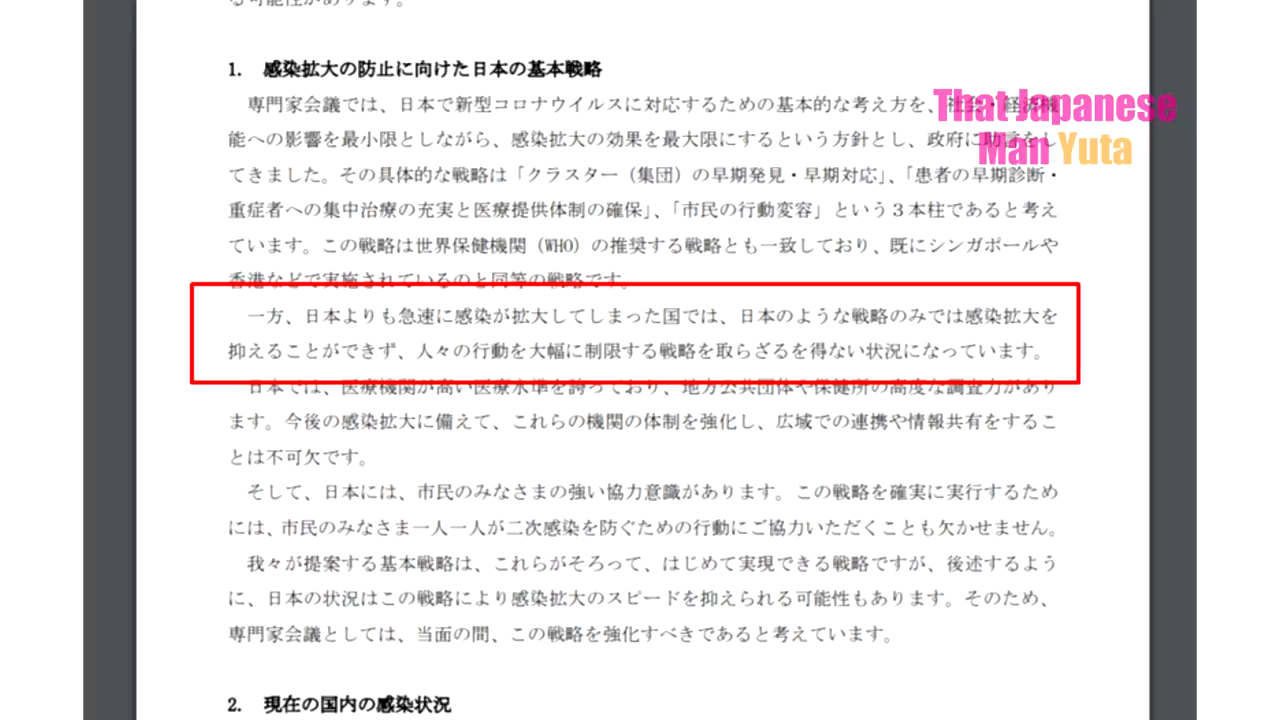 る可能性があります。
1. 感染拡大の防止に向けた日本の基本戦略
専門家会議では、日本で新型コロナウイルスに対応するための基本的な考え方を、社会・経済機
能への影響を最小限としながら、感染拡大の効果を最大限にするという方針とし、政府に助言をし
てきました。その具体的な戦略は「クラスター（集団）の早期発見・早期対応」、「患者の早期診断・
重症者への集中治療の充実と医療提供体制の確保」、「市民の行動変容」という３本柱であると考え
ています。この戦略は世界保健機関（WHO）の推奨する戦略とも一致しており、既にシンガポールや
香港などで実施されているのと同等の戦略です。
一方、日本よりも急速に感染が拡大してしまった国では、日本のような戦略のみでは感染拡大を
抑えることができず、人々の行動を大幅に制限する戦略を取らざるを得ない状況になっています。
日本では、医療機関が高い医療水準を誇っており、地方公共団体や保健所の高度な調査力があり
ます。今後の感染拡大に備えて、これらの機関の体制を強化し、広域での連携や情報共有をするこ
とは不可欠です。
そして、日本には、市民のみなさまの強い協力意識があります。この戦略を確実に実行するため
には、市民のみなさま一人一人が二次感染を防ぐための行動にご協力いただくことも欠かせません。
我々が提案する基本戦略は、これらがそろって、はじめて実現できる戦略ですが、後述するよう
に、日本の状況はこの戦略により感染拡大のスピードを抑えられる可能性もあります。そのため、
専門家会議としては、当面の間、この戦略を強化すべきであると考えています。
2. 現在の国内の感染状況
That Japanese
Man Yuta